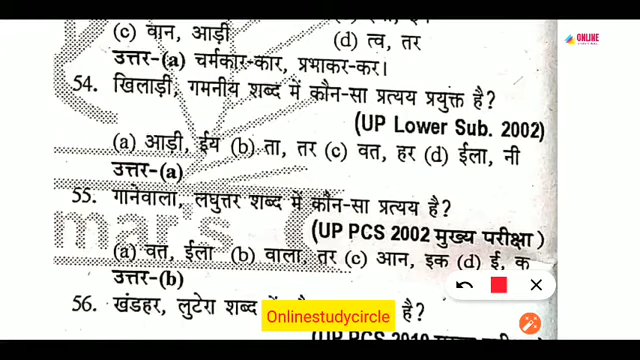 (c) वान, आड़ी
(d) त्व, तर
उत्तर-(a) चर्मकार-कार, प्रभाकर-कर।
54. खिलाड़ी, गमनीय शब्द में कौन-सा प्रत्यय प्रयुक्त है?
(UP Lower Sub. 2002)
(a) आड़ी, ईय (b) ता, तर (c) वत, हर (d) ईला, नी
उत्तर-(a)
55. गानेवाला, लघुत्तर शब्द में कौन-सा प्रत्यय है?
(UP PCS 2002 मुख्य परीक्षा)
(a) वत, ईला (b) वाला, तर (c) आन, इक (d) ई, क
उत्तर-(b)
56. खंडहर, लुटेरा शब्द है?
mar's
ONLINE
Onlinestudycircle